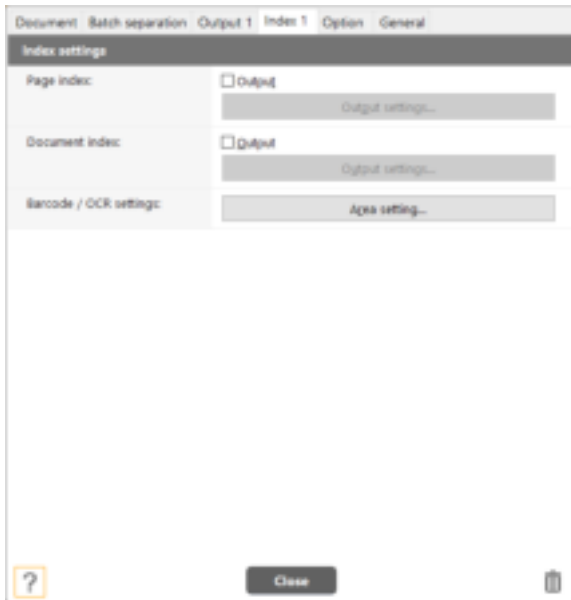 Document Batch separation Output 1 Index 1 Option General
Index settings
Page index: Output
Output settings...
Document index: Output
Output settings...
Barcode / OCR settings: Area setting...
? Close